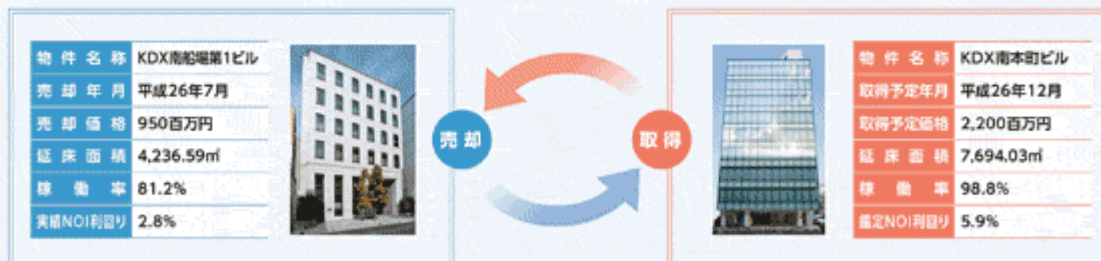 物件名称 KDX南船場第1ビル
売却年月 平成26年7月
売却価格 950百万円
延床面積 4,236.59㎡
稼働率 81.2%
実績NOI利回り 2.8%
売却
取得
物件名称 KDX南本町ビル
取得予定年月 平成26年12月
取得予定価格 2,200百万円
延床面積 7,694.03㎡
稼働率 98.8%
鑑定NOI利回り 5.9%